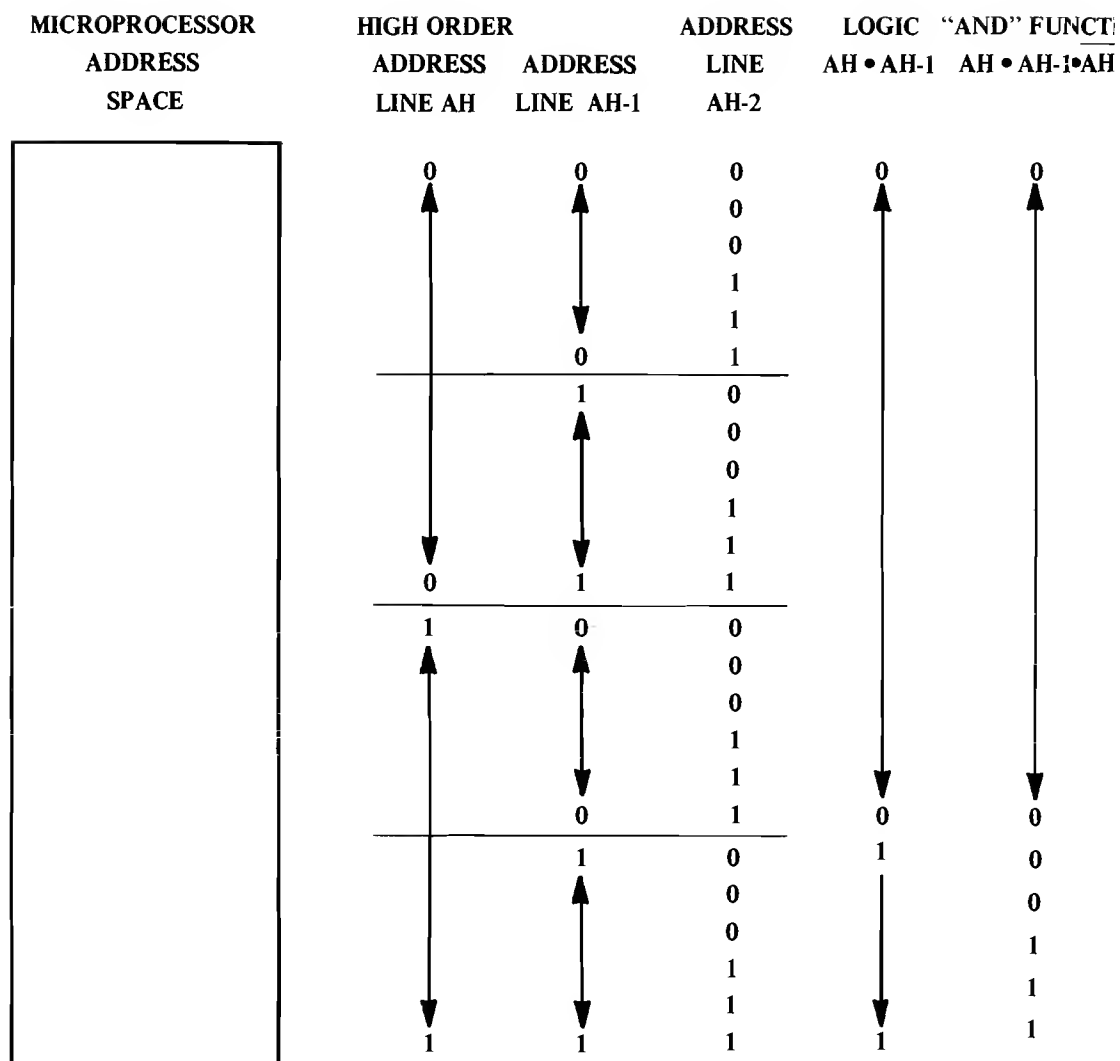 MICROPROCESSOR HIGH ORDER ADDRESS LOGIC “AND” FUNCT
ADDRESS ADDRESS ADDRESS LINE AH • AH-1 AH • AH-1•AH
SPACE LINE AH LINE AH-1 AH-2
0 0 0 0 0
0
0
1
1
0 1
1 0
0
0
1
1
0 1 1
1 0 0
0
0
1
1
0 1 0 0
1 0 1 0
0 0
0 1
1
1 1
1 1 1 1 1